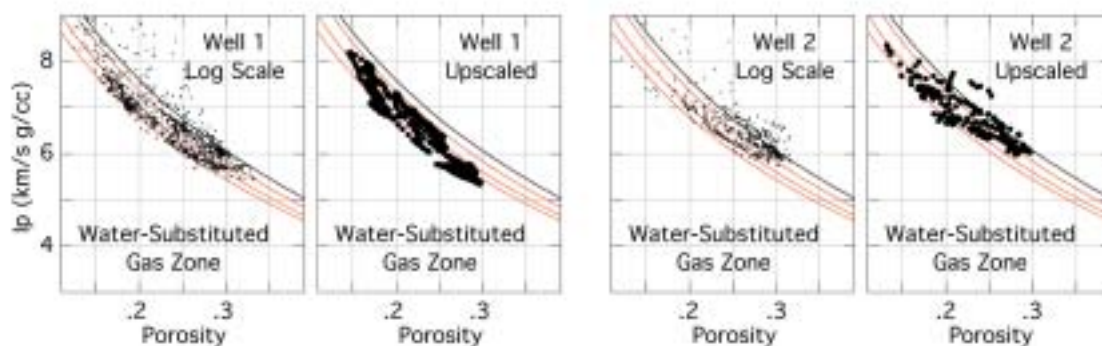 Well 1
Log Scale
Water-Substituted
Gas Zone
Well 1
Upscaled
Water-Substituted
Gas Zone
Well 2
Log Scale
Water-Substituted
Gas Zone
Well 2
Upscaled
Water-Substituted
Gas Zone
Ip (km/s g/cc)
8
6
4
.2 .3
Porosity
.2 .3
Porosity
.2 .3
Porosity
.2 .3
Porosity